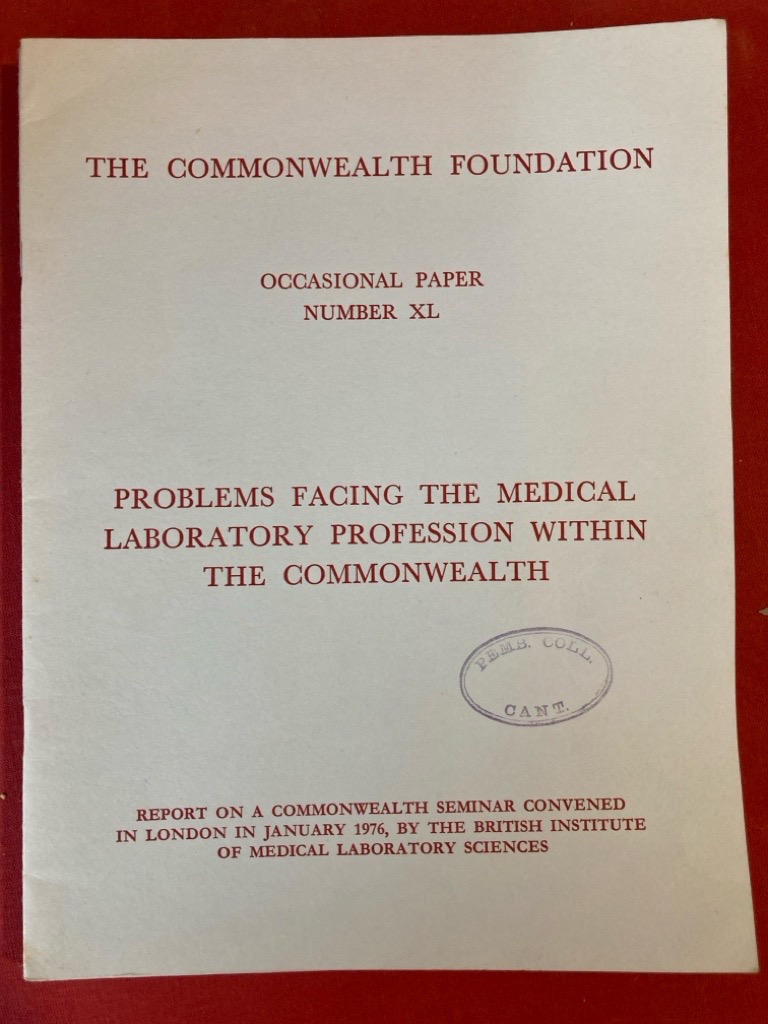 THE COMMONWEALTH FOUNDATION
OCCASIONAL PAPER
NUMBER XL
PROBLEMS FACING THE MEDICAL
LABORATORY PROFESSION WITHIN
THE COMMONWEALTH
PEMB. COLL.
CANT.
REPORT ON A COMMONWEALTH SEMINAR CONVENED
IN LONDON IN JANUARY 1976, BY THE BRITISH INSTITUTE
OF MEDICAL LABORATORY SCIENCES